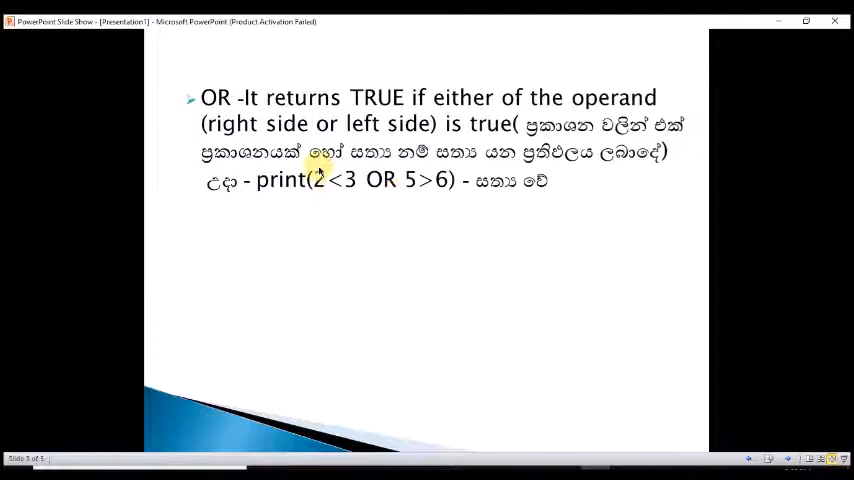 PowerPoint Slide Show - [Presentation1] - Microsoft PowerPoint (Product Activation Failed)
OR -It returns TRUE if either of the operand
(right side or left side) is true( ප්‍රකාශන වලින් එක්
ප්‍රකාශනයක් හෝ සත්‍ය නම් සත්‍ය යන ප්‍රතිඵලය ලබාදේ)
උදා - print(2<3 OR 5>6) - සත්‍ය වේ
Slide 3 of 5